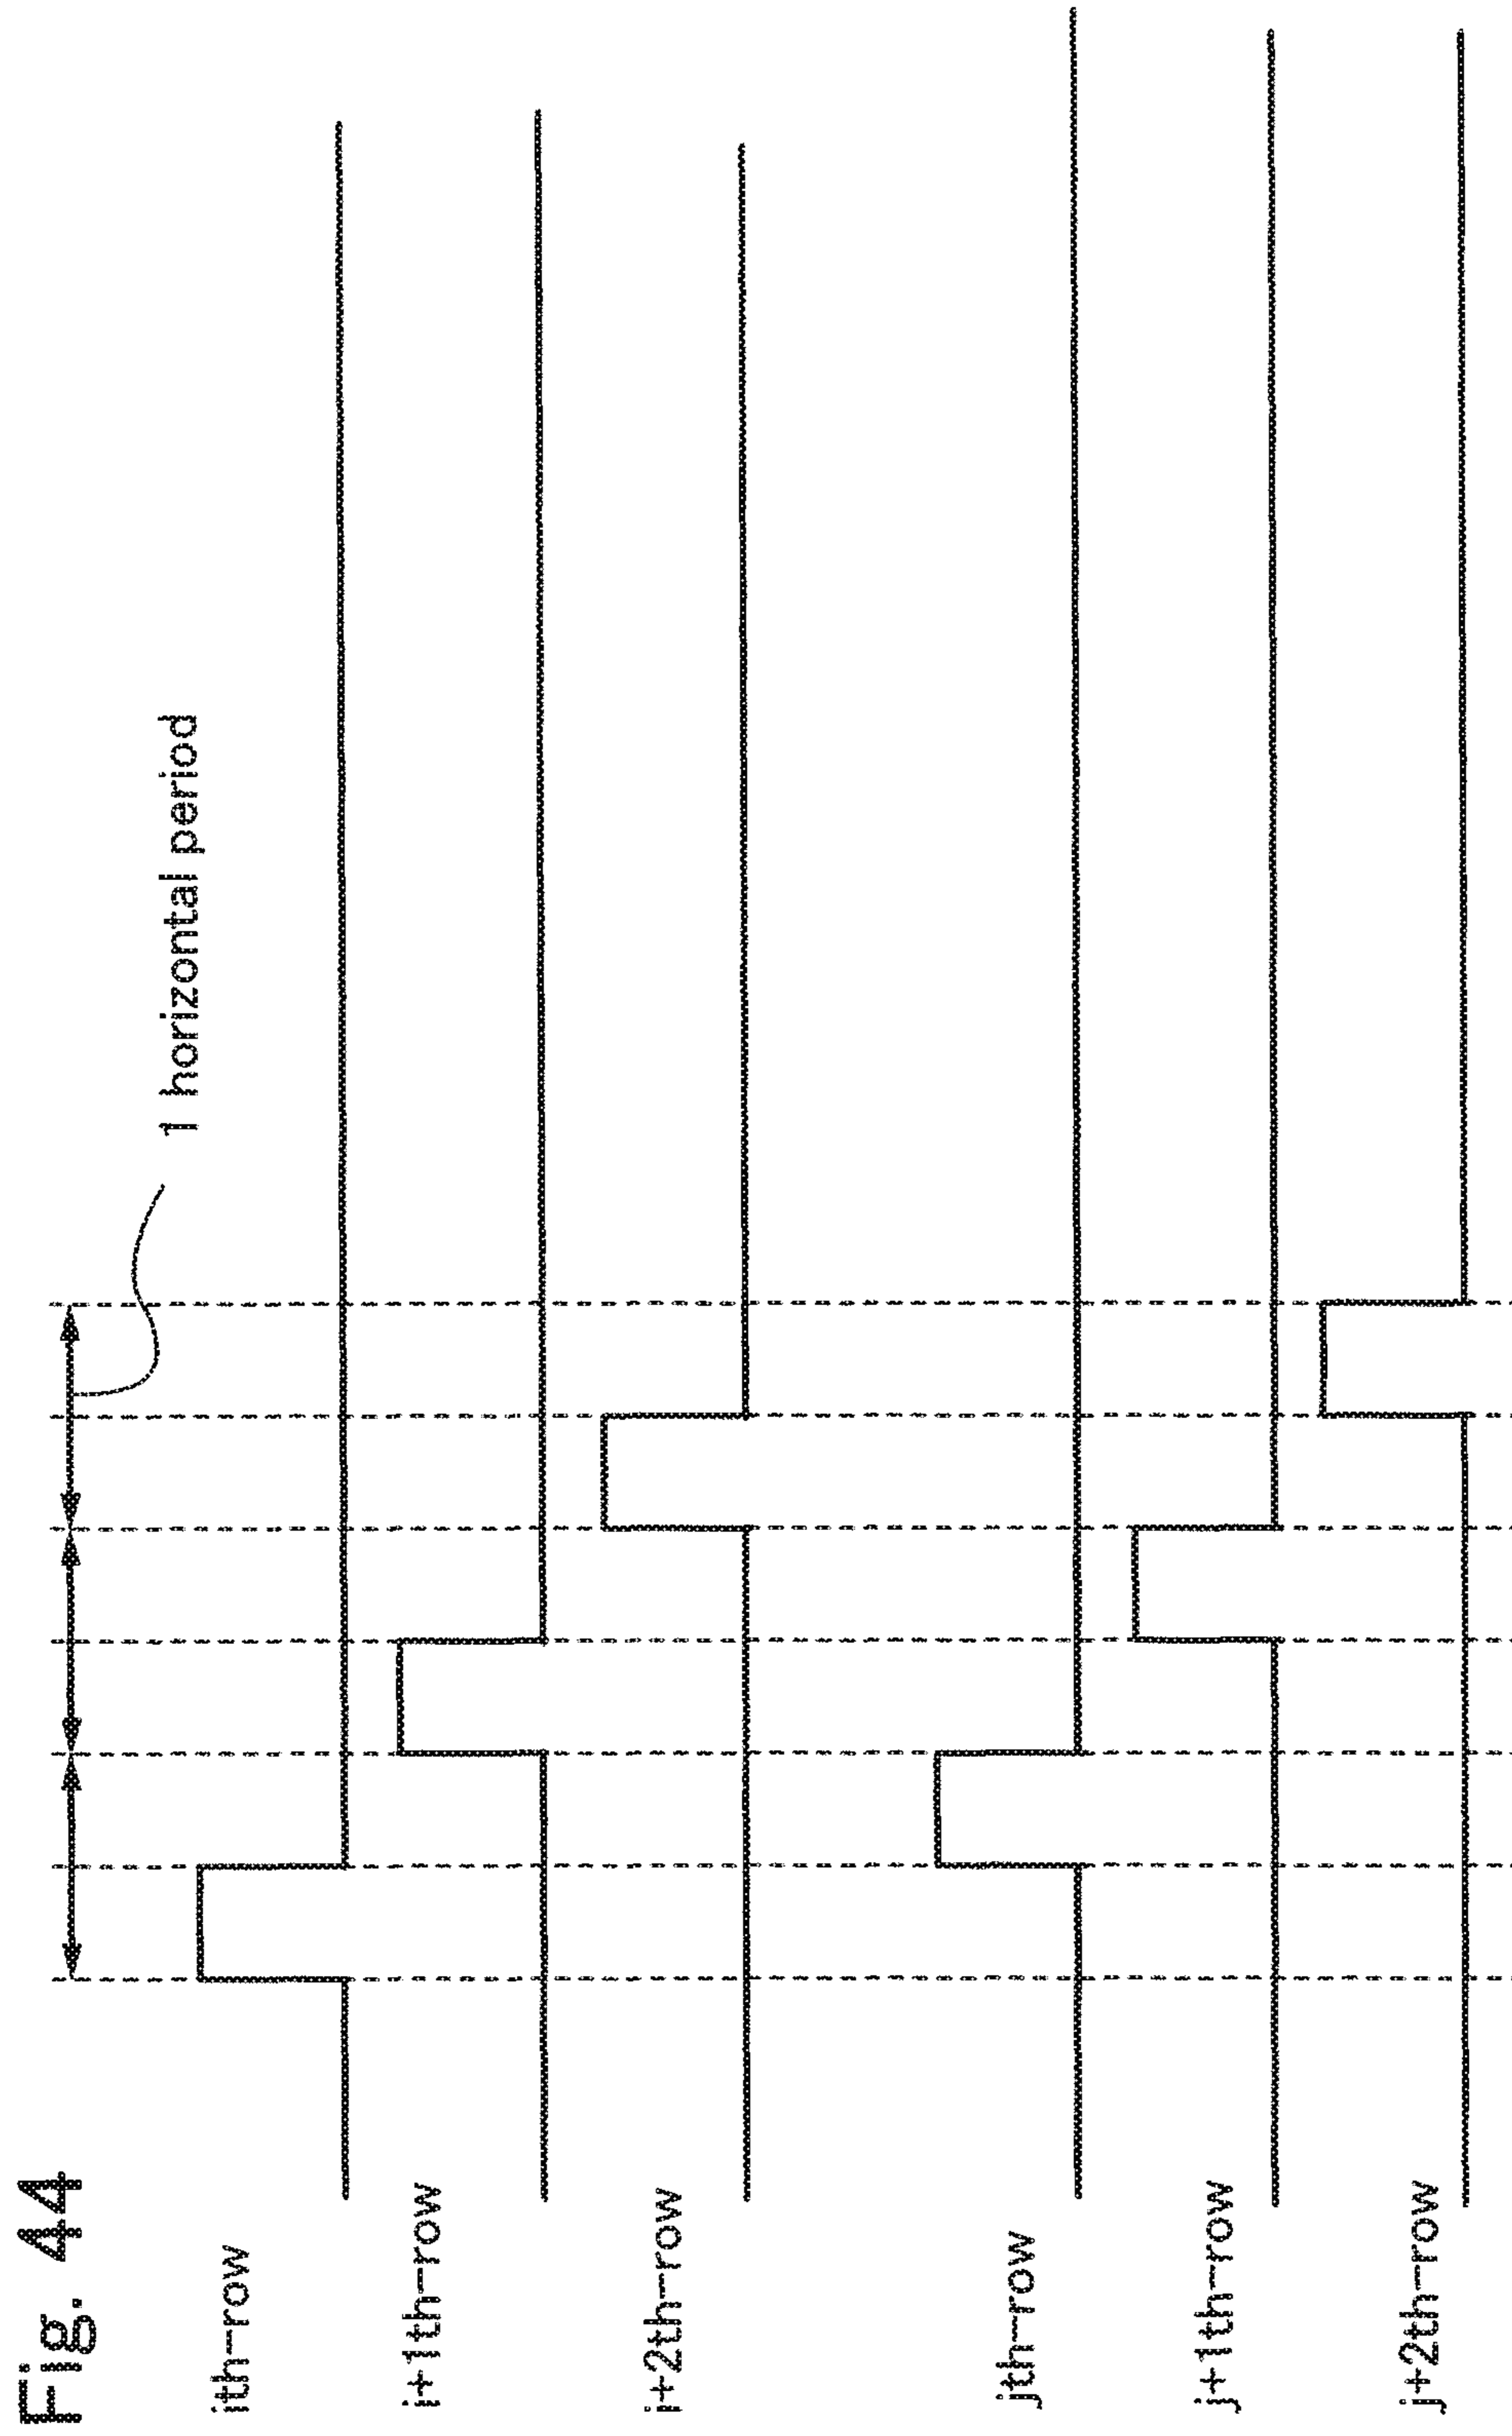 Fig. 44
1 horizontal period
ith-row
i+1th-row
i+2th-row
jth-row
j+1th-row
j+2th-row